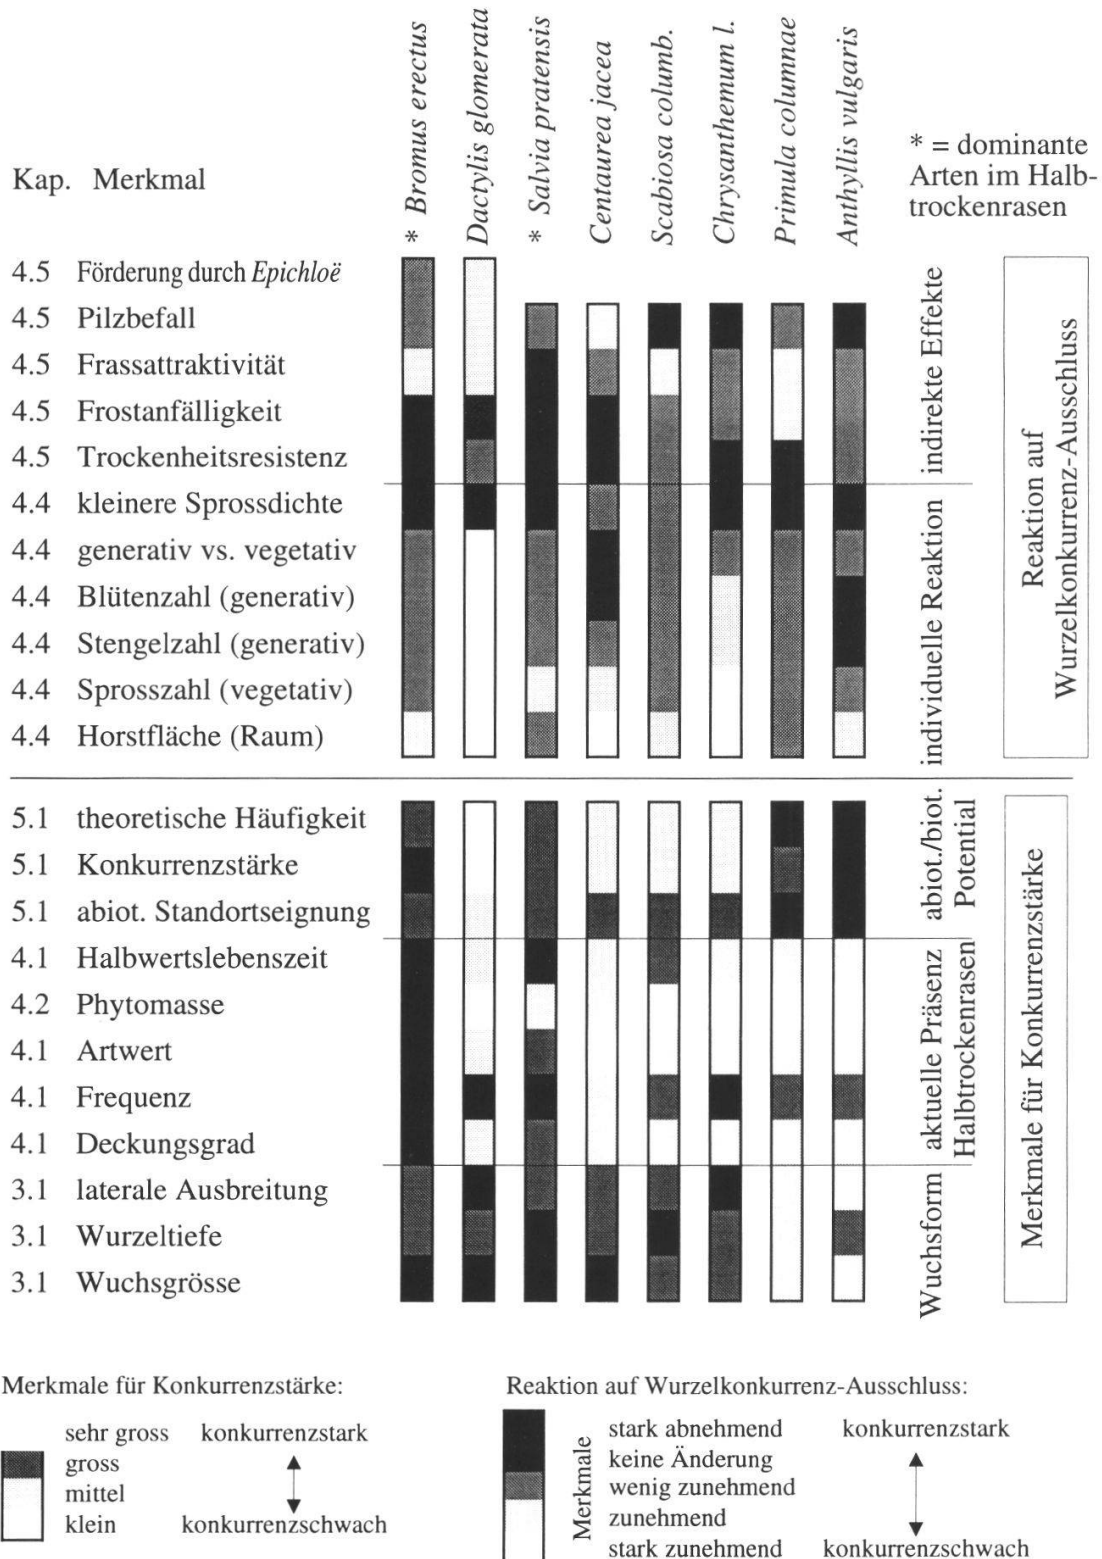 * Bromus erectus
Dactylis glomerata
* Salvia pratensis
Centaurea jacea
Scabiosa columb.
Chrysanthemum l.
Primula columnae
Anthyllis vulgaris
* = dominante
Arten im Halb-
trockenrasen
Kap. Merkmal
4.5 Förderung durch Epichloë
4.5 Pilzbefall
4.5 Frassattraktivität
4.5 Frostanfälligkeit
4.5 Trockenheitsresistenz
4.4 kleinere Sprossdichte
4.4 generativ vs. vegetativ
4.4 Blütenzahl (generativ)
4.4 Stengelzahl (generativ)
4.4 Sprosszahl (vegetativ)
4.4 Horstfläche (Raum)
indirekte Effekte
individuelle Reaktion
Reaktion auf
Wurzelkonkurrenz-Ausschluss
5.1 theoretische Häufigkeit
5.1 Konkurrenzstärke
5.1 abiot. Standortseignung
4.1 Halbwertslebenszeit
4.2 Phytomasse
4.1 Artwert
4.1 Frequenz
4.1 Deckungsgrad
3.1 laterale Ausbreitung
3.1 Wurzeltiefe
3.1 Wuchsgrösse
abiot./biot.
Potential
aktuelle Präsenz
Halbtrockenrasen
Wuchsform
Merkmale für Konkurrenzstärke
Merkmale für Konkurrenzstärke:
sehr gross konkurrenzstark
gross
mittel
klein konkurrenzschwach
Reaktion auf Wurzelkonkurrenz-Ausschluss:
Merkmale
stark abnehmend konkurrenzstark
keine Änderung
wenig zunehmend
zunehmend
stark zunehmend konkurrenzschwach